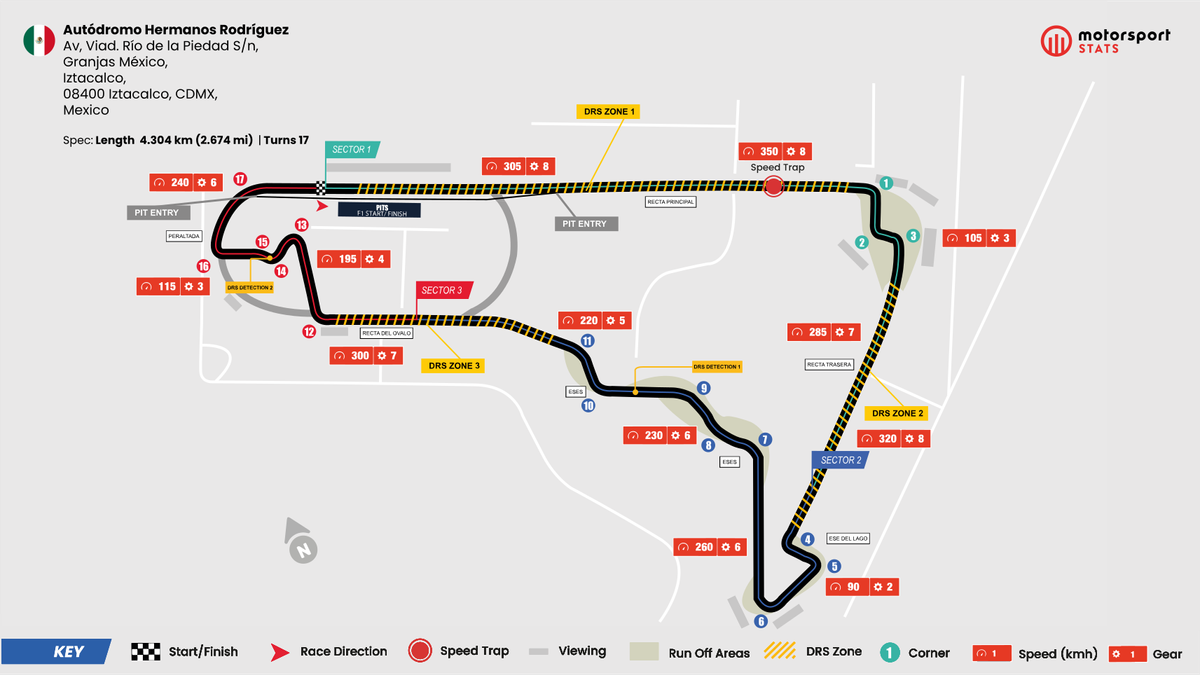 Autódromo Hermanos Rodríguez
Av, Viad. Río de la Piedad S/n,
Granjas México,
Iztacalco,
08400 Iztacalco, CDMX,
Mexico
Spec: Length 4.304 km (2.674 mi) | Turns 17
motorsport
STATS
DRS ZONE 1
SECTOR 1
305 8
350 8
Speed Trap
240 6
17
PIT ENTRY
PITS
F1 START/ FINISH
RECTA PRINCIPAL
PIT ENTRY
1
2
3
105 3
PERALTADA
13
15
14
16
195 4
115 3
DRS DETECTION 2
SECTOR 3
12
RECTA DEL OVALO
300 7
DRS ZONE 3
220 5
11
285 7
RECTA TRASERA
DRS DETECTION 1
ESES
10
9
DRS ZONE 2
230 6
8
7
320 8
ESES
SECTOR 2
260 6
4
ESE DEL LAGO
5
90 2
6
N
KEY
Start/Finish
Race Direction
Speed Trap
Viewing
Run Off Areas
DRS Zone
1 Corner
1 Speed (kmh)
1 Gear